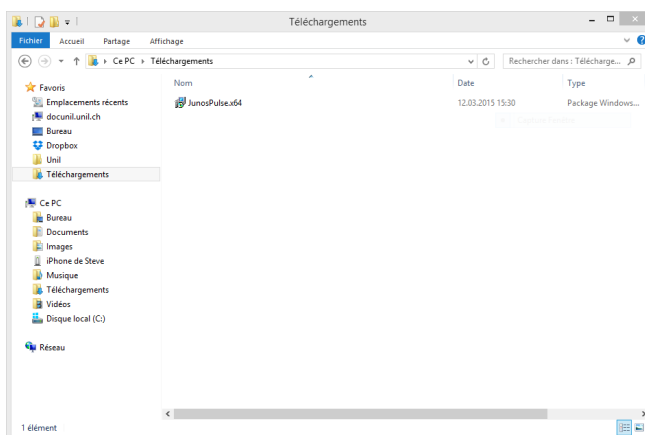 Téléchargements
Fichier Accueil Partage Affichage
Ce PC Téléchargements Rechercher dans : Télécharge...
Nom Date Type
JunosPulse.x64 12.03.2015 15:30 Package Windows...
Favoris
Emplacements récents
docunil.unil.ch
Bureau
Dropbox
Unil
Téléchargements
Ce PC
Bureau
Documents
Images
iPhone de Steve
Musique
Téléchargements
Vidéos
Disque local (C:)
Réseau
1 élément